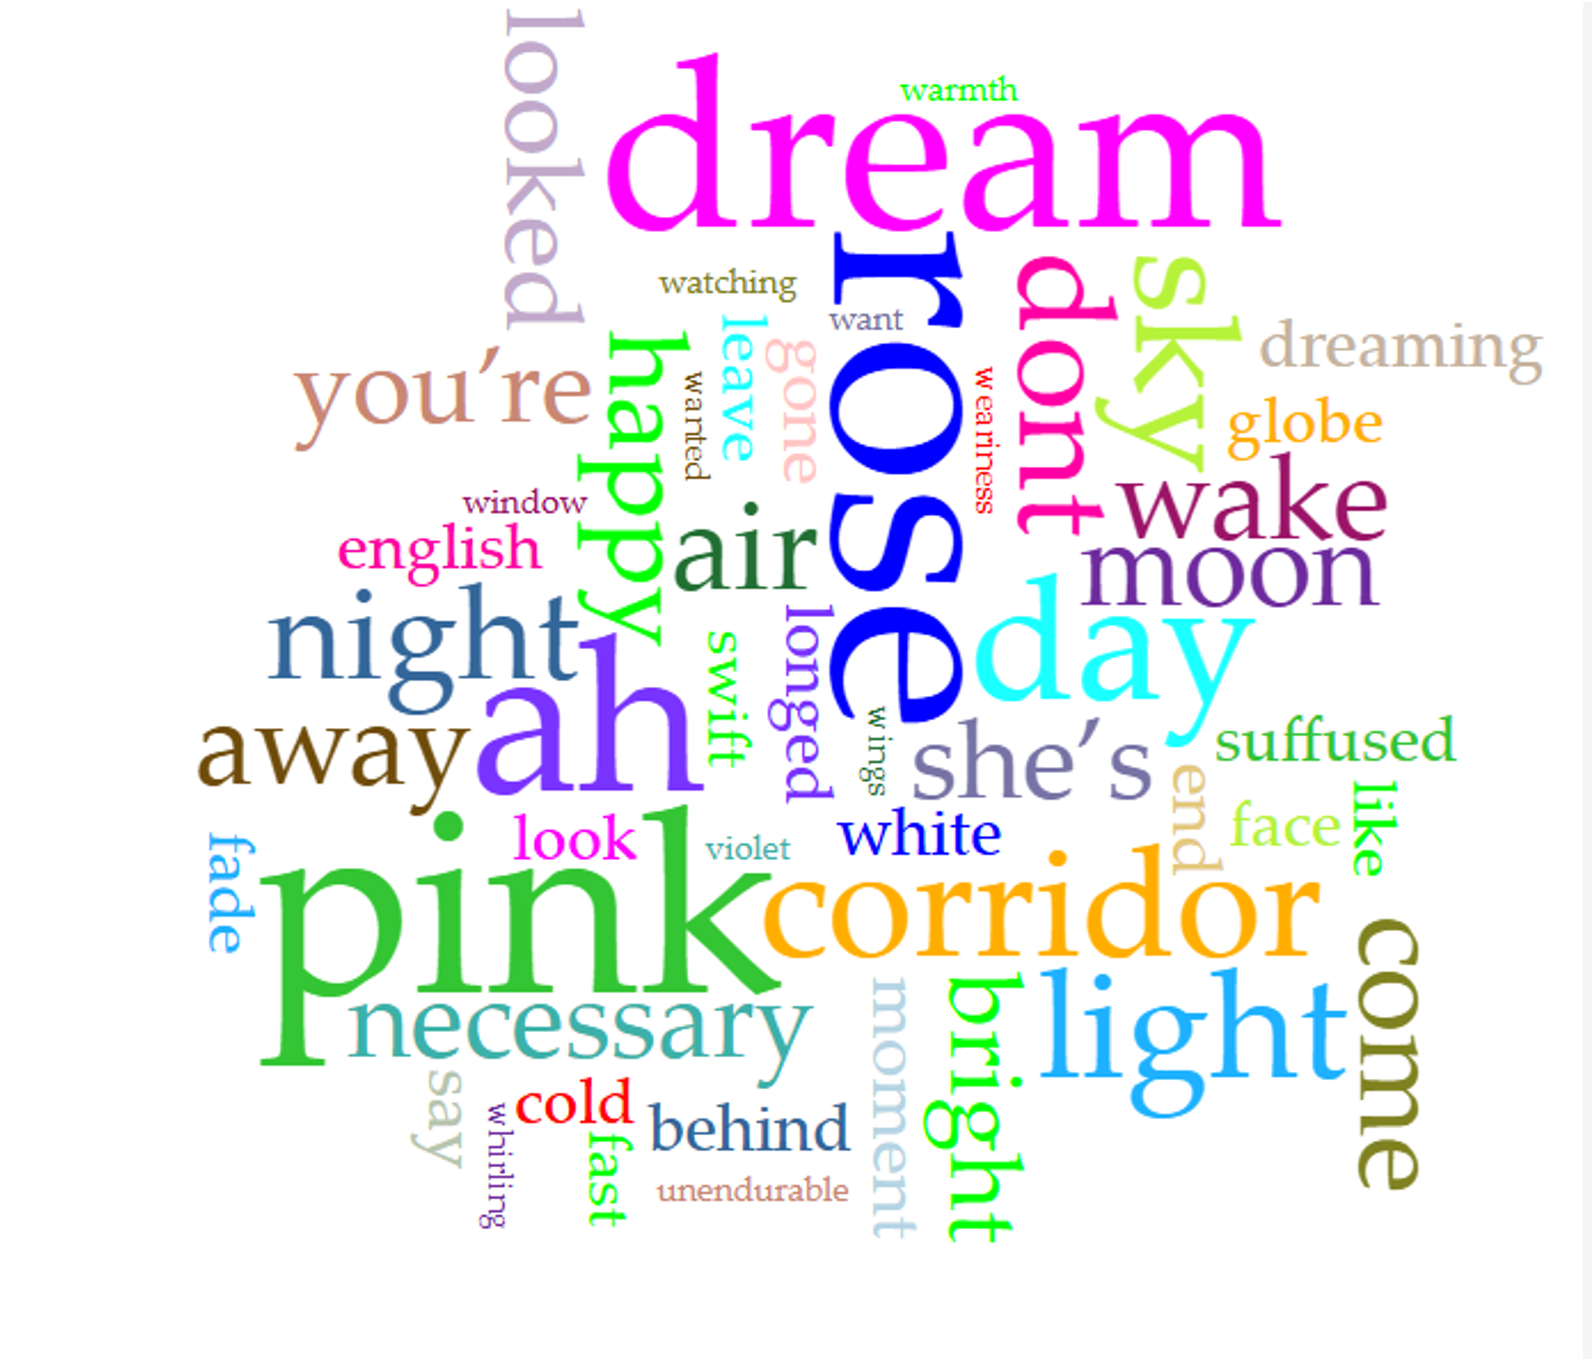 looked
warmth
dream
rose
watching
want
dont
sky
dreaming
you’re
happy
leave
gone
wanted
weariness
globe
wake
window
english
air
moon
night
day
ah
swift
longed
wings
away
she’s
suffused
end
like
look
violet
white
face
fade
pink
corridor
necessary
moment
bright
light
come
say
cold
whirling
fast
behind
unendurable